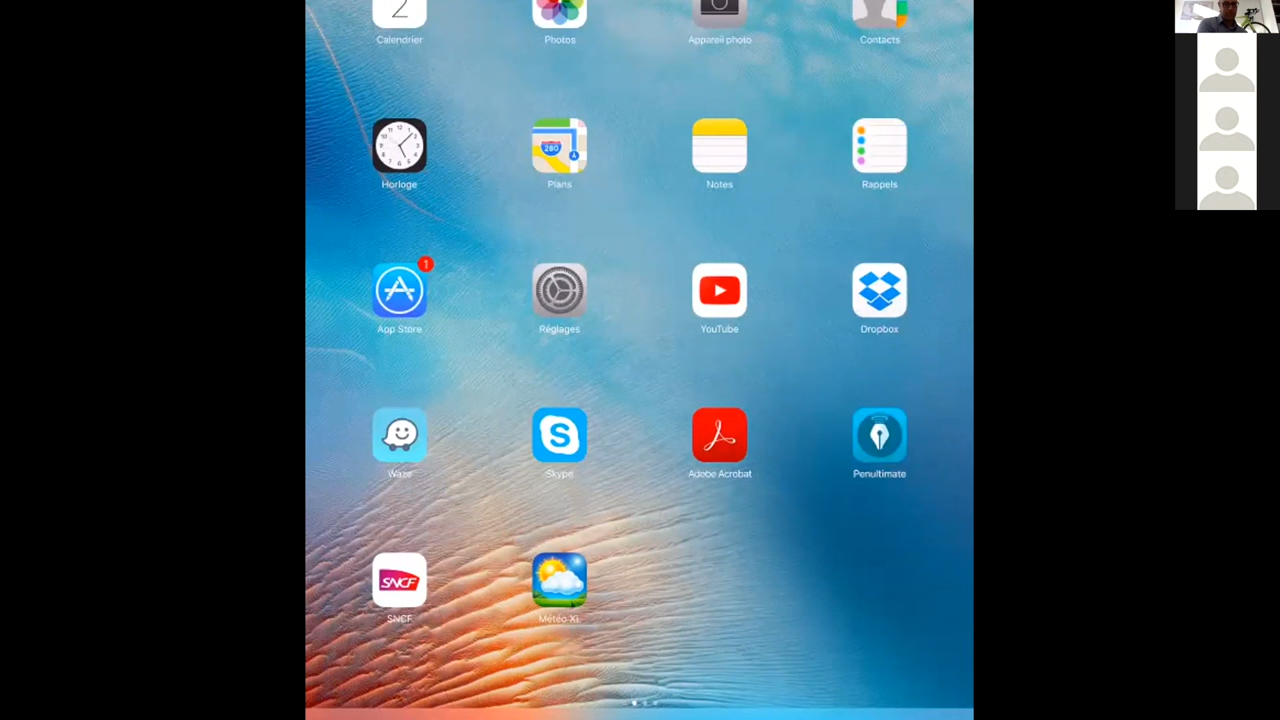 2
Calendrier
Photos
Appareil photo
Contacts
Horloge
280
Plans
Notes
Rappels
1
App Store
Réglages
YouTube
Dropbox
Waze
S
Skype
Adobe Acrobat
Penultimate
SNCF
SNCF
Météo XL